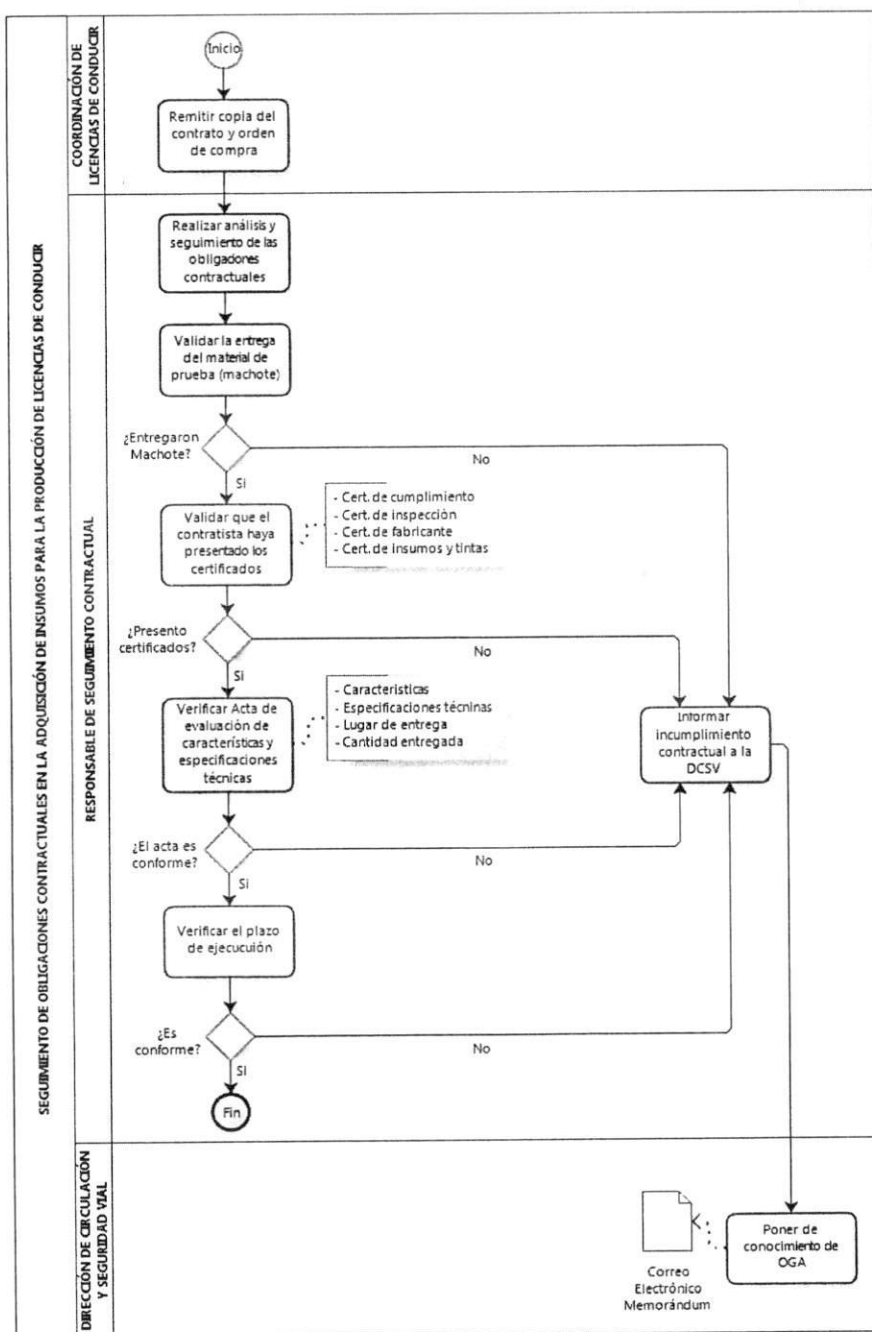 SEGUIMIENTO DE OBLIGACIONES CONTRACTUALES EN LA ADQUISICIÓN DE INSUMOS PARA LA PRODUCCIÓN DE LICENCIAS DE CONDUCIR
COORDINACIÓN DE
LICENCIAS DE CONDUCIR
Inicio
Remitir copia del
contrato y orden
de compra
RESPONSABLE DE SEGUIMIENTO CONTRACTUAL
Realizar análisis y
seguimiento de las
obligadores
contractuales
Validar la entrega
del material de
prueba (machote)
¿Entregaron
Machote?
No
Si
Validar que el
contratista haya
presentado los
certificados
- Cert. de cumplimiento
- Cert. de inspección
- Cert. de fabricante
- Cert. de insumos y tintas
¿Presento
certificados?
No
Si
Verificar Acta de
evaluación de
características y
especificaciones
técnicas
- Caracteristicas
- Especificaciones técninas
- Lugar de entrega
- Cantidad entregada
Informar
incumplimiento
contractual a la
DCSV
¿El acta es
conforme?
No
Si
Verificar el plazo
de ejecucuión
¿Es
conforme?
No
Si
Fin
DIRECCIÓN DE CIRCULACIÓN
Y SEGURIDAD VIAL
Correo
Electrónico
Memorándum
Poner de
conocimiento de
OGA